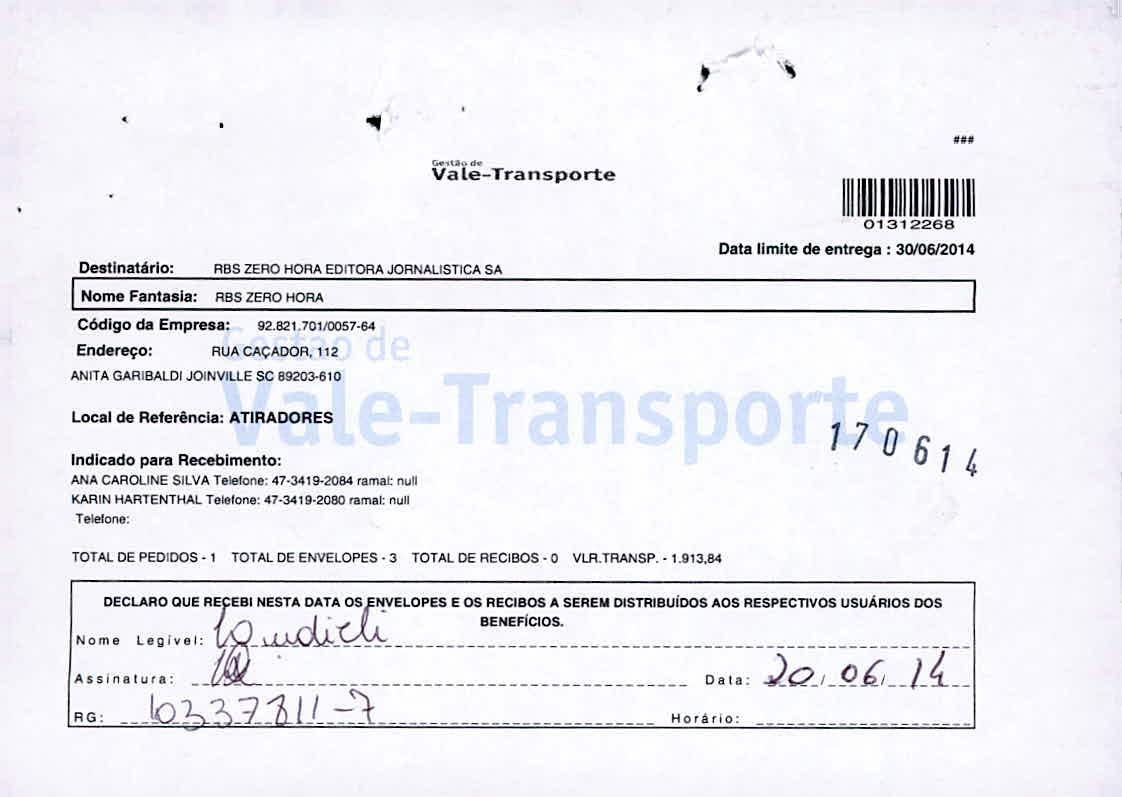 ###
Gestão de
Vale-Transporte
01312268
Data limite de entrega : 30/06/2014
Destinatário: RBS ZERO HORA EDITORA JORNALISTICA SA
Nome Fantasia: RBS ZERO HORA
Código da Empresa: 92.821.701/0057-64
Gestão de
Endereço: RUA CAÇADOR, 112
ANITA GARIBALDI JOINVILLE SC 89203-610
Vale-Transporte
Local de Referência: ATIRADORES
170614
Indicado para Recebimento:
ANA CAROLINE SILVA Telefone: 47-3419-2084 ramal: null
KARIN HARTENTHAL Telefone: 47-3419-2080 ramal: null
Telefone:
TOTAL DE PEDIDOS - 1 TOTAL DE ENVELOPES - 3 TOTAL DE RECIBOS - 0 VLR.TRANSP. - 1.913,84
DECLARO QUE RECEBI NESTA DATA OS ENVELOPES E OS RECIBOS A SEREM DISTRIBUÍDOS AOS RESPECTIVOS USUÁRIOS DOS
BENEFÍCIOS.
Nome Legível:
Assinatura: Data: 20/06/14
RG: 10337811-7 Horário: